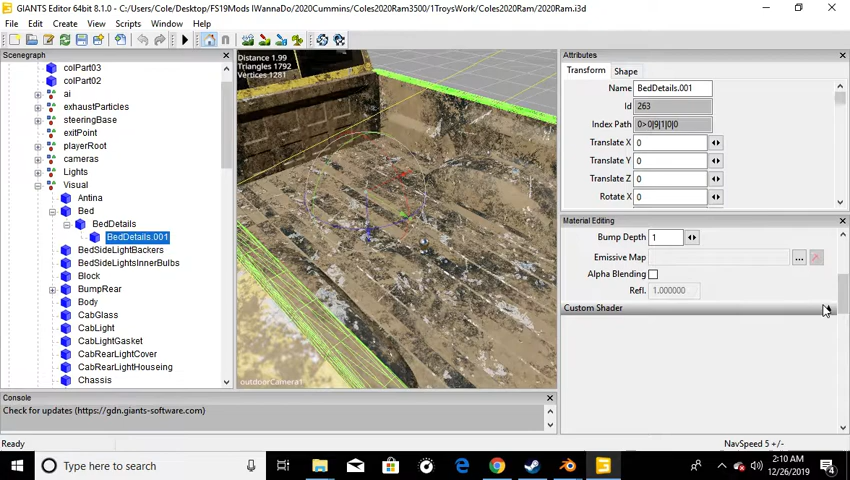 GIANTS Editor 64bit 8.1.0 - C:/Users/Cole/Desktop/FS19Mods IWannaDo/2020Cummins/Coles2020Ram3500/1TroysWork/Coles2020Ram/2020Ram.i3d
File Edit Create View Scripts Window Help
Scenegraph
colPart03
colPart02
ai
exhaustParticles
steeringBase
exitPoint
playerRoot
cameras
Lights
Visual
Antina
Bed
BedDetails
BedDetails.001
BedSideLightBackers
BedSideLightsInnerBulbs
Block
BumpRear
Body
CabGlass
CabLight
CabLightGasket
CabRearLightCover
CabRearLightHouseing
Chassis
Distance 1.99
Triangles 1792
Vertices 1281
outdoorCamera1
Attributes
Transform Shape
Name BedDetails.001
Id 263
Index Path 0>0|9|1|0|0
Translate X 0
Translate Y 0
Translate Z 0
Rotate X 0
Material Editing
Bump Depth 1
Emissive Map ...
Alpha Blending
Refl. 1.000000
Custom Shader
Console
Check for updates (https://gdn.giants-software.com)
Ready NavSpeed 5 +/-
Type here to search
2:10 AM
12/26/2019
4